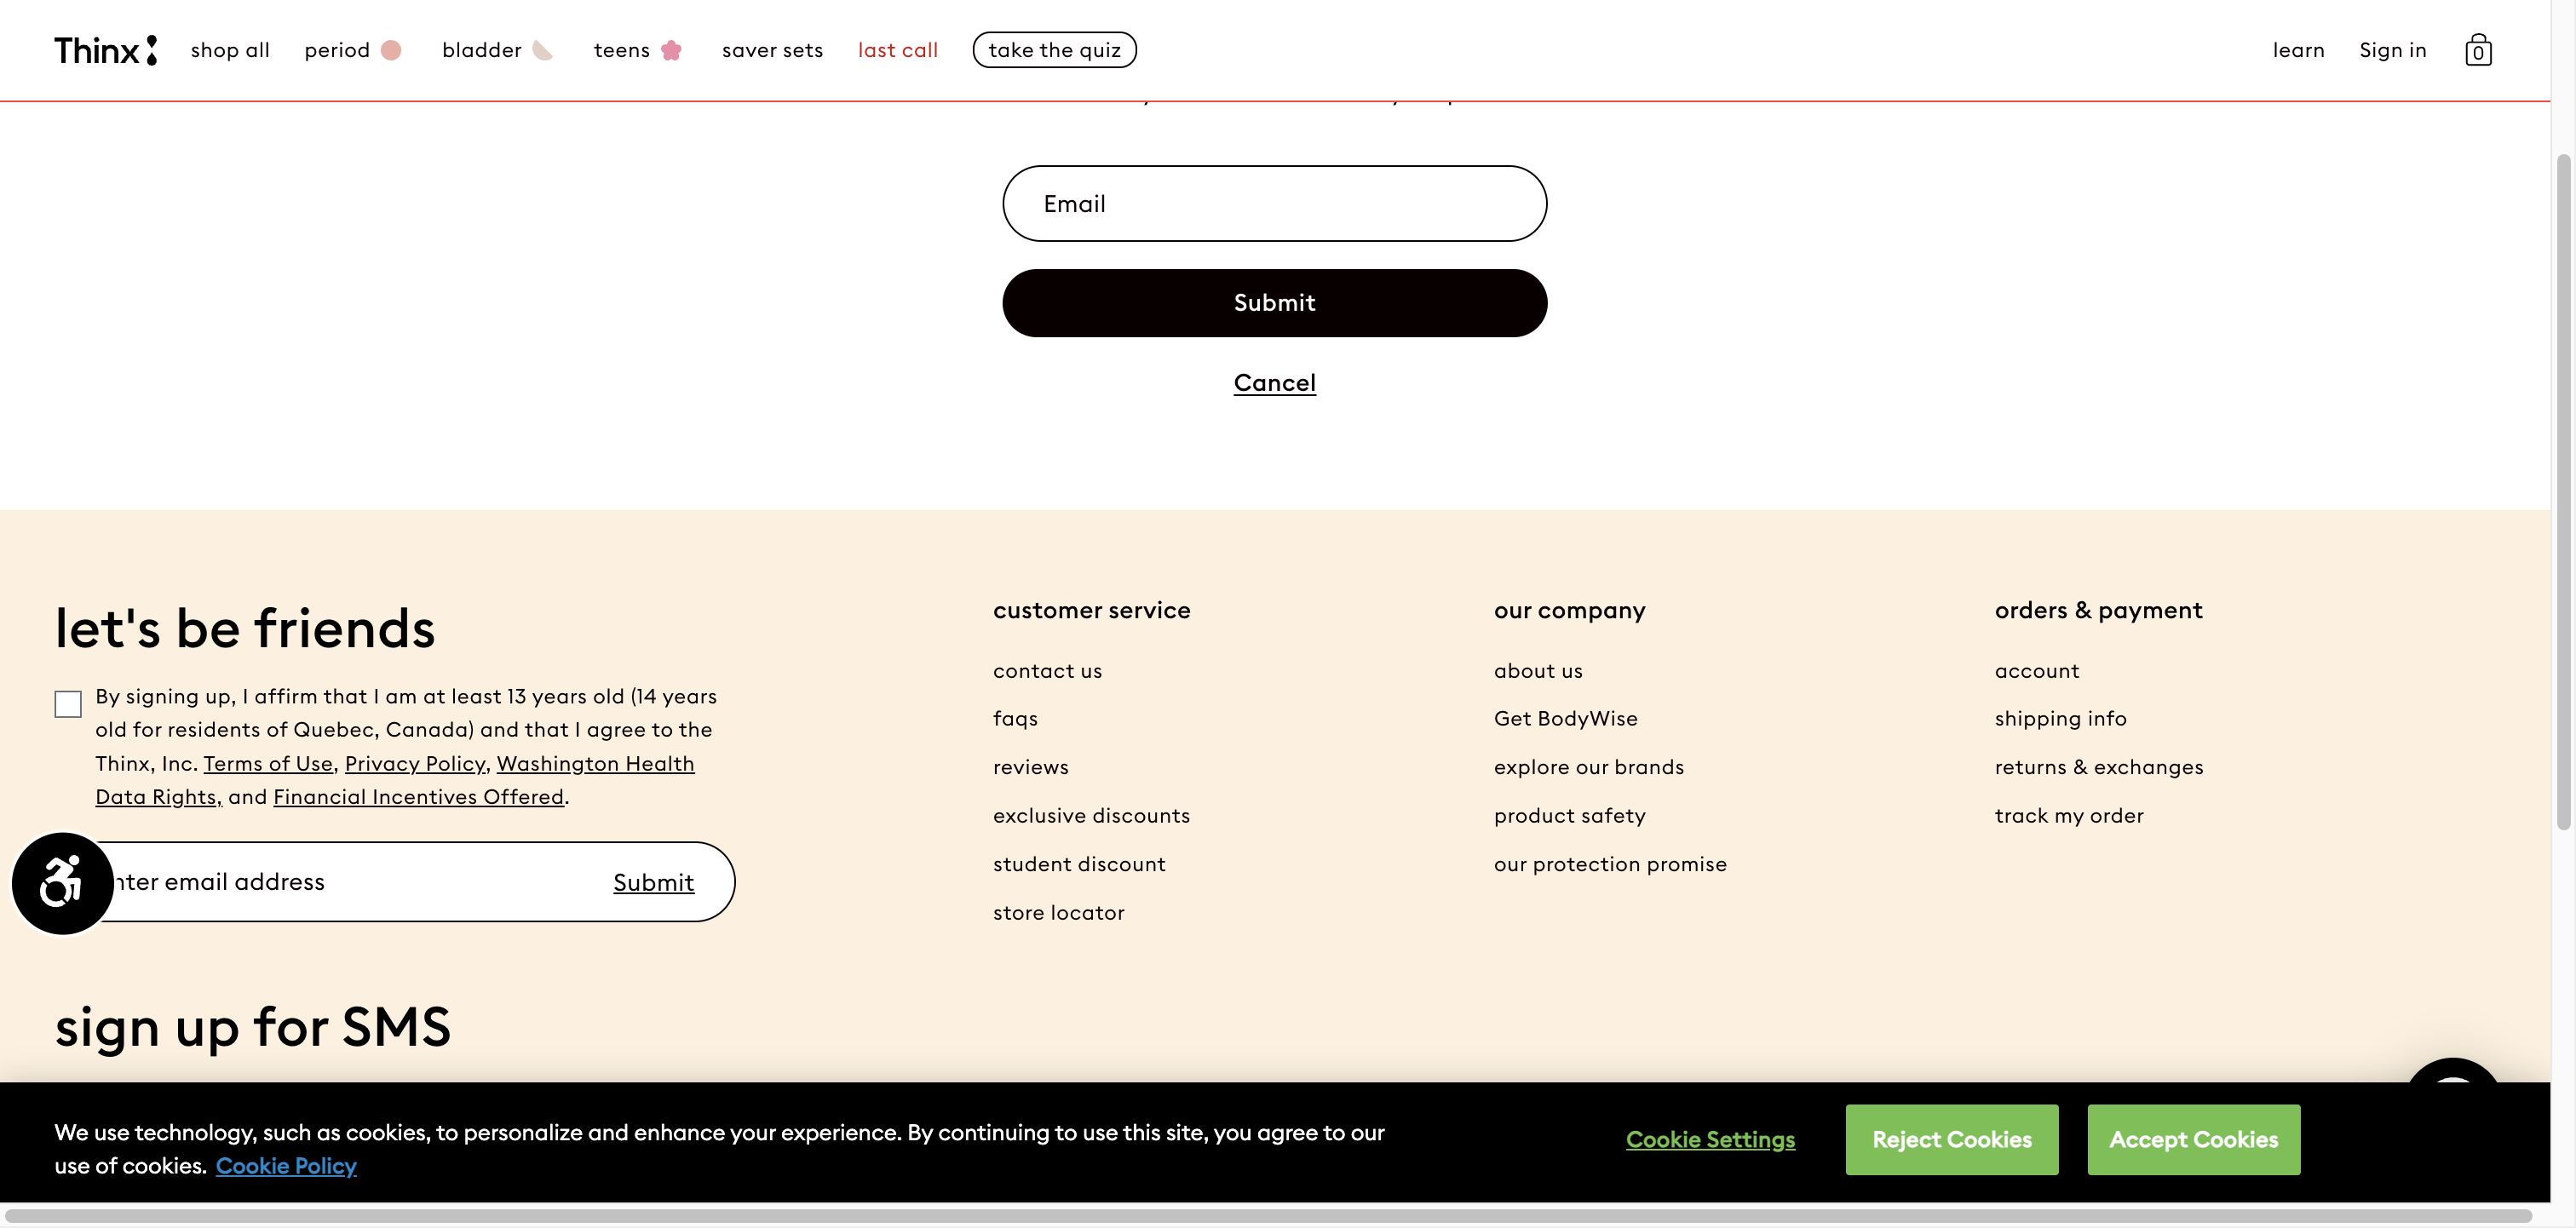 Thinx
shop all
period
bladder
teens
saver sets
last call
take the quiz
learn
Sign in
0
Email
Submit
Cancel
let's be friends
By signing up, I affirm that I am at least 13 years old (14 years
old for residents of Quebec, Canada) and that I agree to the
Thinx, Inc. Terms of Use, Privacy Policy, Washington Health
Data Rights, and Financial Incentives Offered.
nter email address
Submit
sign up for SMS
customer service
contact us
faqs
reviews
exclusive discounts
student discount
store locator
our company
about us
Get BodyWise
explore our brands
product safety
our protection promise
orders & payment
account
shipping info
returns & exchanges
track my order
We use technology, such as cookies, to personalize and enhance your experience. By continuing to use this site, you agree to our
use of cookies. Cookie Policy
Cookie Settings
Reject Cookies
Accept Cookies